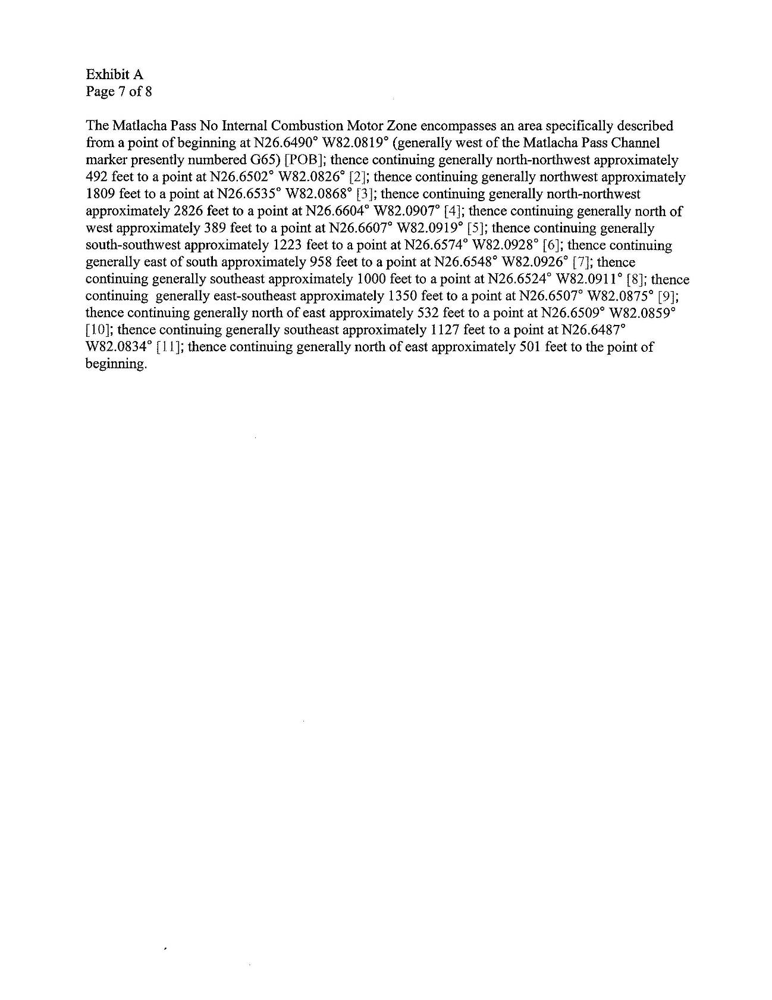 Exhibit A
Page 7 of 8
The Matlacha Pass No Internal Combustion Motor Zone encompasses an area specifically described
from a point of beginning at N26.6490° W82.0819° (generally west of the Matlacha Pass Channel
marker presently numbered G65) [POB]; thence continuing generally north-northwest approximately
492 feet to a point at N26.6502° W82.0826° [2]; thence continuing generally northwest approximately
1809 feet to a point at N26.6535° W82.0868° [3]; thence continuing generally north-northwest
approximately 2826 feet to a point at N26.6604° W82.0907° [4]; thence continuing generally north of
west approximately 389 feet to a point at N26.6607° W82.0919° [5]; thence continuing generally
south-southwest approximately 1223 feet to a point at N26.6574° W82.0928° [6]; thence continuing
generally east of south approximately 958 feet to a point at N26.6548° W82.0926° [7]; thence
continuing generally southeast approximately 1000 feet to a point at N26.6524° W82.0911° [8]; thence
continuing  generally east-southeast approximately 1350 feet to a point at N26.6507° W82.0875° [9];
thence continuing generally north of east approximately 532 feet to a point at N26.6509° W82.0859°
[10]; thence continuing generally southeast approximately 1127 feet to a point at N26.6487°
W82.0834° [11]; thence continuing generally north of east approximately 501 feet to the point of
beginning.